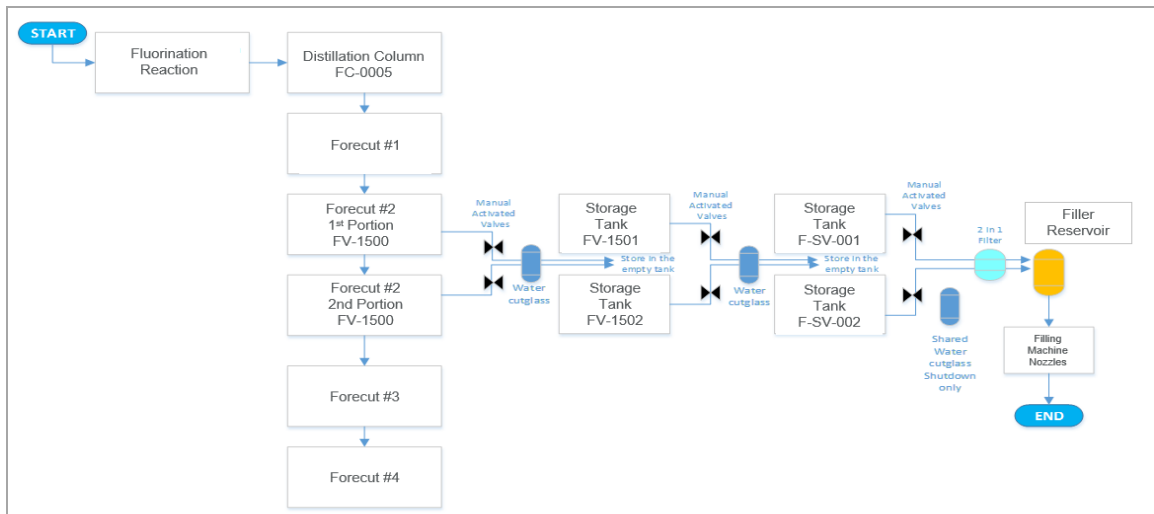 START
Fluorination
Reaction
Distillation Column
FC-0005
Forecut #1
Forecut #2
1st Portion
FV-1500
Forecut #2
2nd Portion
FV-1500
Forecut #3
Forecut #4
Manual
Activated
Valves
Water
cutglass
Storage
Tank
FV-1501
Store in the
empty tank
Storage
Tank
FV-1502
Manual
Activated
Valves
Water
cutglass
Storage
Tank
F-SV-001
Store in the
empty tank
Storage
Tank
F-SV-002
Manual
Activated
Valves
Shared
Water
cutglass
Shutdown
only
2 in 1
Filter
Filler
Reservoir
Filling
Machine
Nozzles
END